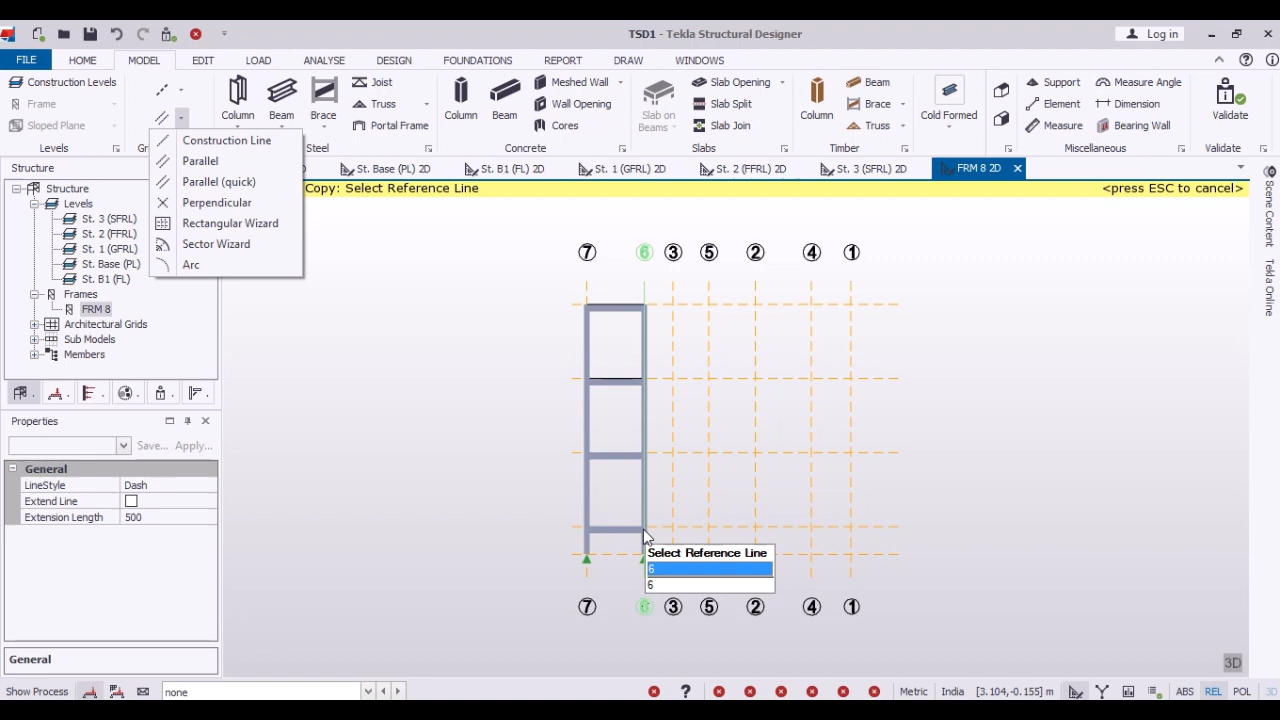 TSD1 - Tekla Structural Designer
Log in
FILE HOME MODEL EDIT LOAD ANALYSE DESIGN FOUNDATIONS REPORT DRAW WINDOWS
Construction Levels
Frame
Sloped Plane
Levels
Column Beam Brace
Joist
Truss
Portal Frame
Steel
Column Beam
Meshed Wall
Wall Opening
Cores
Concrete
Slab on Beams
Slab Opening
Slab Split
Slab Join
Slabs
Column
Beam
Brace
Truss
Timber
Cold Formed
Support
Element
Measure
Measure Angle
Dimension
Bearing Wall
Miscellaneous
Validate
Validate
Construction Line
Parallel
Parallel (quick)
Perpendicular
Rectangular Wizard
Sector Wizard
Arc
D St. Base (PL) 2D St. B1 (FL) 2D St. 1 (GFRL) 2D St. 2 (FFRL) 2D St. 3 (SFRL) 2D FRM 8 2D
Copy: Select Reference Line
<press ESC to cancel>
Structure
Structure
Levels
St. 3 (SFRL)
St. 2 (FFRL)
St. 1 (GFRL)
St. Base (PL)
St. B1 (FL)
Frames
FRM 8
Architectural Grids
Sub Models
Members
Properties
Save... Apply...
General
LineStyle Dash
Extend Line
Extension Length 500
General
7 6 3 5 2 4 1
Select Reference Line
6
6
7 6 3 5 2 4 1
3D
Scene Content
Tekla Online
Show Process
none
Metric India [3.104,-0.155] m ABS REL POL 3D